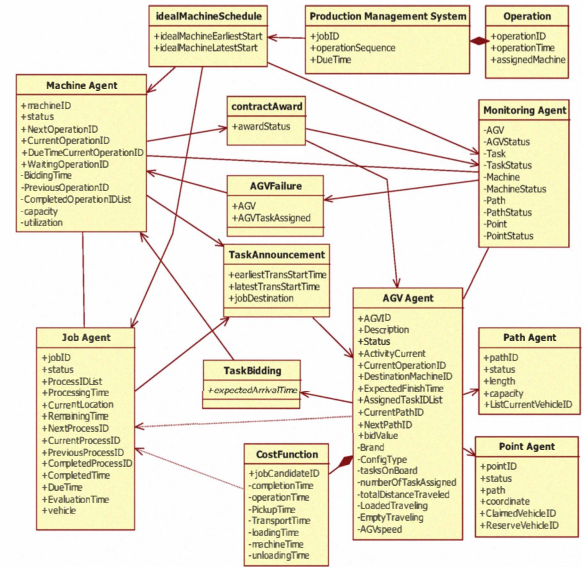 idealMachineSchedule
+idealMachineEarliestStart
+idealMachineLatestStart
Production Management System
+jobID
+operationSequence
+DueTime
Operation
+operationID
+operationTime
+assignedMachine
Machine Agent
+machineID
+status
+NextOperationID
+CurrentOperationID
+DueTimeCurrentOperationID
+WaitingOperationID
-BiddingTime
-PreviousOperationID
-CompletedOperationIDList
-capacity
-utilization
contractAward
+awardStatus
Monitoring Agent
-AGV
-AGVStatus
-Task
-TaskStatus
-Machine
-MachineStatus
-Path
-PathStatus
-Point
-PointStatus
AGVFailure
+AGV
+AGVTaskAssigned
TaskAnnouncement
+earliestTransStartTime
+latestTransStartTime
+jobDestination
AGV Agent
+AGVID
+Description
+Status
+ActivityCurrent
+CurrentOperationID
+DestinationMachineID
+ExpectedFinishTime
+AssignedTaskIDList
+CurrentPathID
+NextPathID
+bidValue
-Brand
-ConfigType
-tasksOnBoard
-numberOfTaskAssigned
-totalDistanceTraveled
-LoadedTraveling
-EmptyTraveling
-AGVspeed
Job Agent
+jobID
+status
+ProcessIDList
+ProcessingTime
+CurrentLocation
+RemainingTime
+NextProcessID
+CurrentProcessID
+PreviousProcessID
+CompletedProcessID
+CompletedTime
+DueTime
+EvaluationTime
+vehicle
TaskBidding
+expectedArrivalTime
Path Agent
+pathID
+status
+length
+capacity
+ListCurrentVehicleID
CostFunction
+jobCandidateID
-completionTime
-operationTime
-PickupTime
-TransportTime
-loadingTime
-machineTime
-unloadingTime
Point Agent
+pointID
+status
+path
+coordinate
+ClaimedVehicleID
+ReserveVehicleID